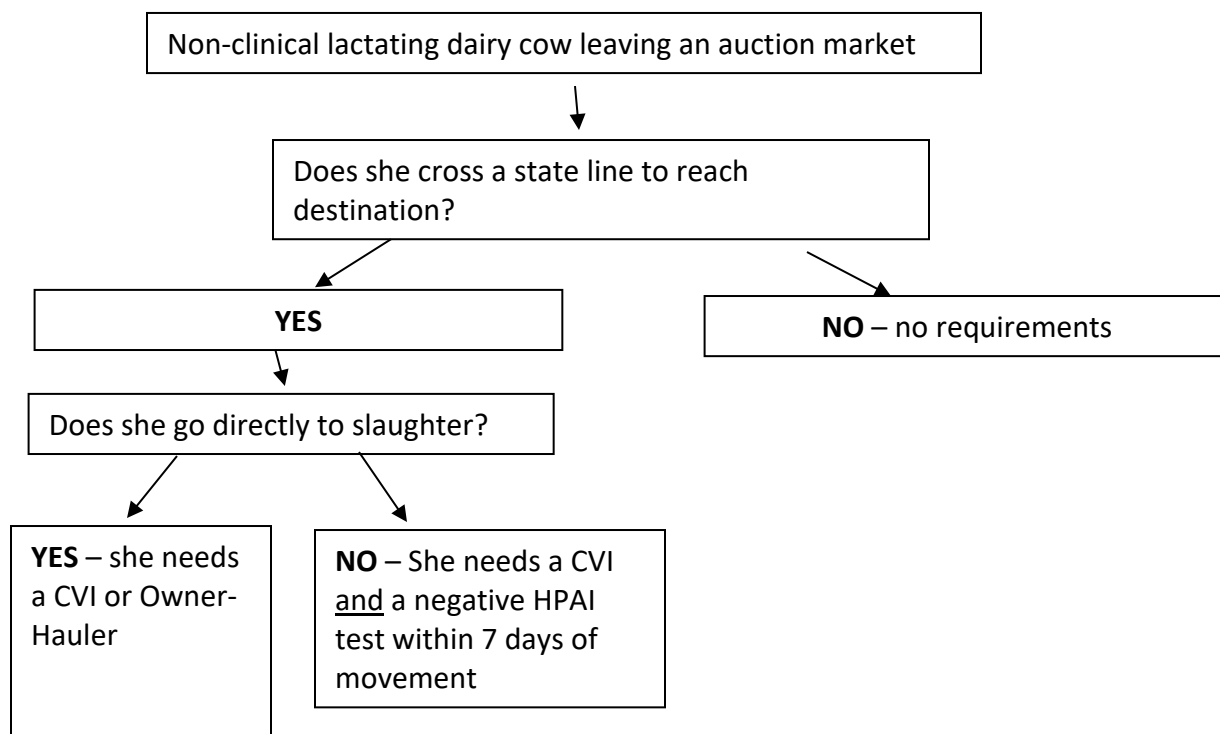 Non-clinical lactating dairy cow leaving an auction market
Does she cross a state line to reach
destination?
YES
NO – no requirements
Does she go directly to slaughter?
YES – she needs
a CVI or Owner-
Hauler
NO – She needs a CVI
and a negative HPAI
test within 7 days of
movement